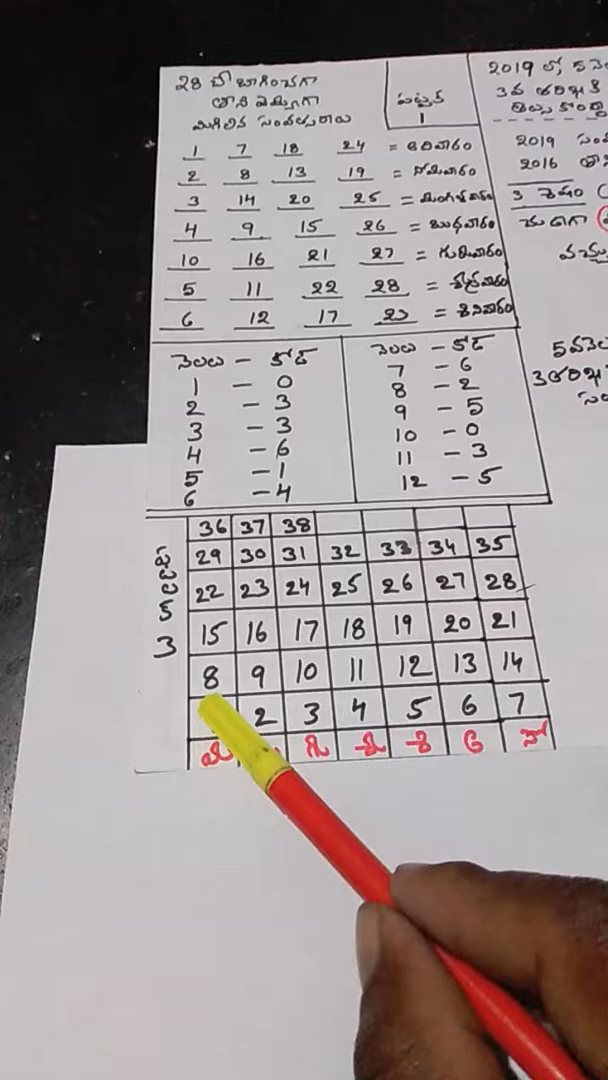 28 చే బాగించగా
రాని
మిగిలిన సంవత్సరాలు
1 7 18 24 = ఆదివారం
2 8 13 19 = సోమవారం
3 14 20 25 = మంగళవారం
4 9 15 26 = బుధవారం
10 16 21 27 = గురువారం
5 11 22 28 = శుక్రవారం
6 12 17 23 = శనివారం
1
2019 లో, 5 నెల
3వ తారీఖుకి
2019
2016
3 శేషం
నెలలు - కోడ్
1 - 0
2 - 3
3 - 3
4 - 6
5 - 1
6 - 4
నెలలు - కోడ్
7 - 6
8 - 2
9 - 5
10 - 0
11 - 3
12 - 5
5వ నెల
3
36 37 38
29 30 31 32 33 34 35
22 23 24 25 26 27 28
15 16 17 18 19 20 21
8 9 10 11 12 13 14
2 3 4 5 6 7
మ గు శు శ ఆ సో